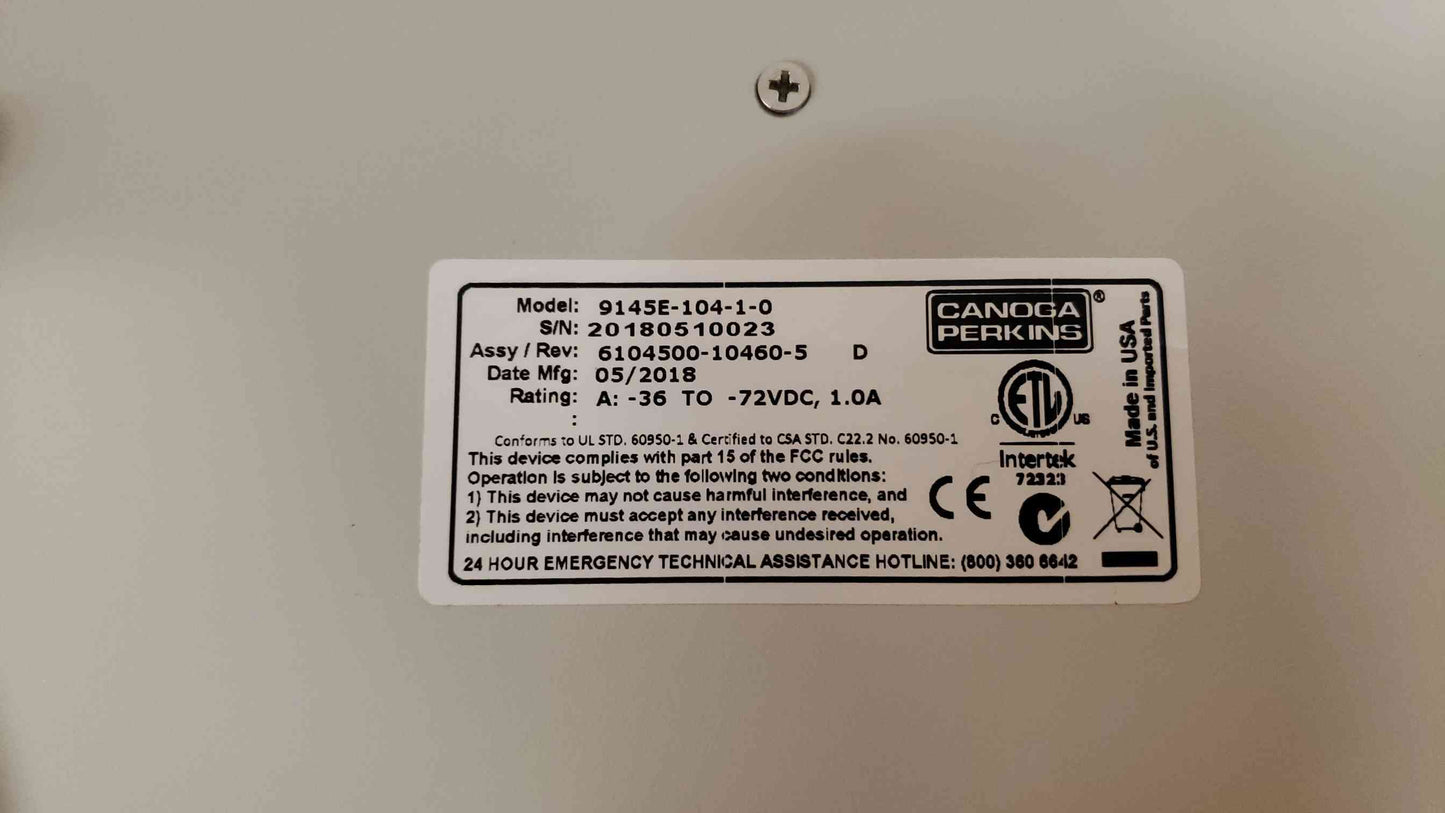 Model: 9145E-104-1-0
S/N: 20180510023
Assy / Rev: 6104500-10460-5 D
Date Mfg: 05/2018
Rating: A: -36 TO -72VDC, 1.0A
:
Conforms to UL STD. 60950-1 & Certified to CSA STD. C22.2 No. 60950-1
This device complies with part 15 of the FCC rules.
Operation is subject to the following two conditions:
1) This device may not cause harmful interference, and
2) This device must accept any interference received,
including interference that may cause undesired operation.
24 HOUR EMERGENCY TECHNICAL ASSISTANCE HOTLINE: (800) 360 6642
CANOGA ®
PERKINS
C ETL US
Intertek
72323
CE
Made in USA
of U.S. and Imported Parts